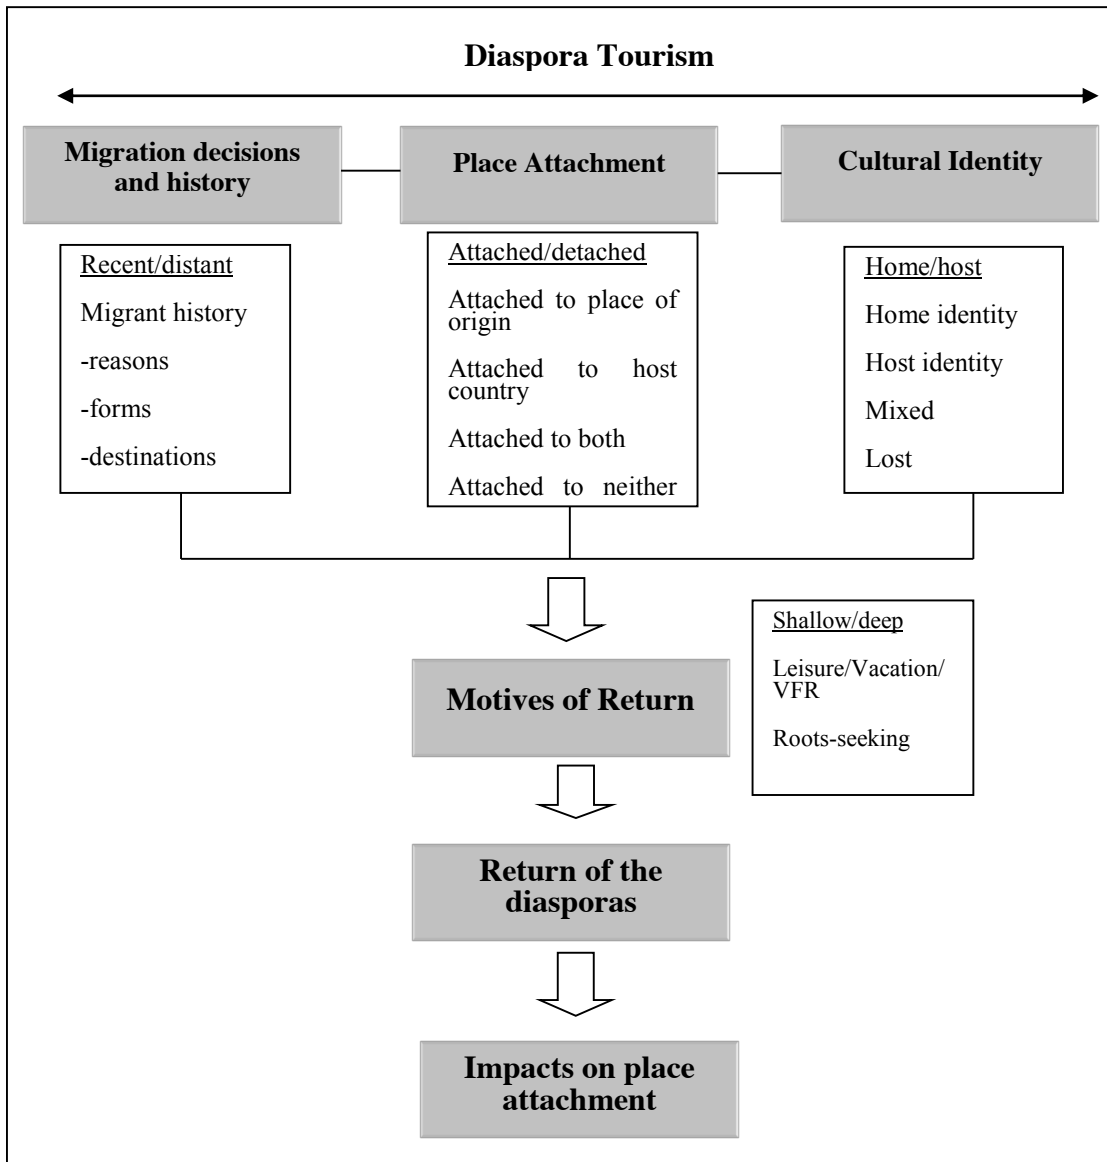 Diaspora Tourism
Migration decisions
and history
Place Attachment
Cultural Identity
Recent/distant
Migrant history
-reasons
-forms
-destinations
Attached/detached
Attached to place of
origin
Attached to host
country
Attached to both
Attached to neither
Home/host
Home identity
Host identity
Mixed
Lost
Motives of Return
Shallow/deep
Leisure/Vacation/
VFR
Roots-seeking
Return of the
diasporas
Impacts on place
attachment